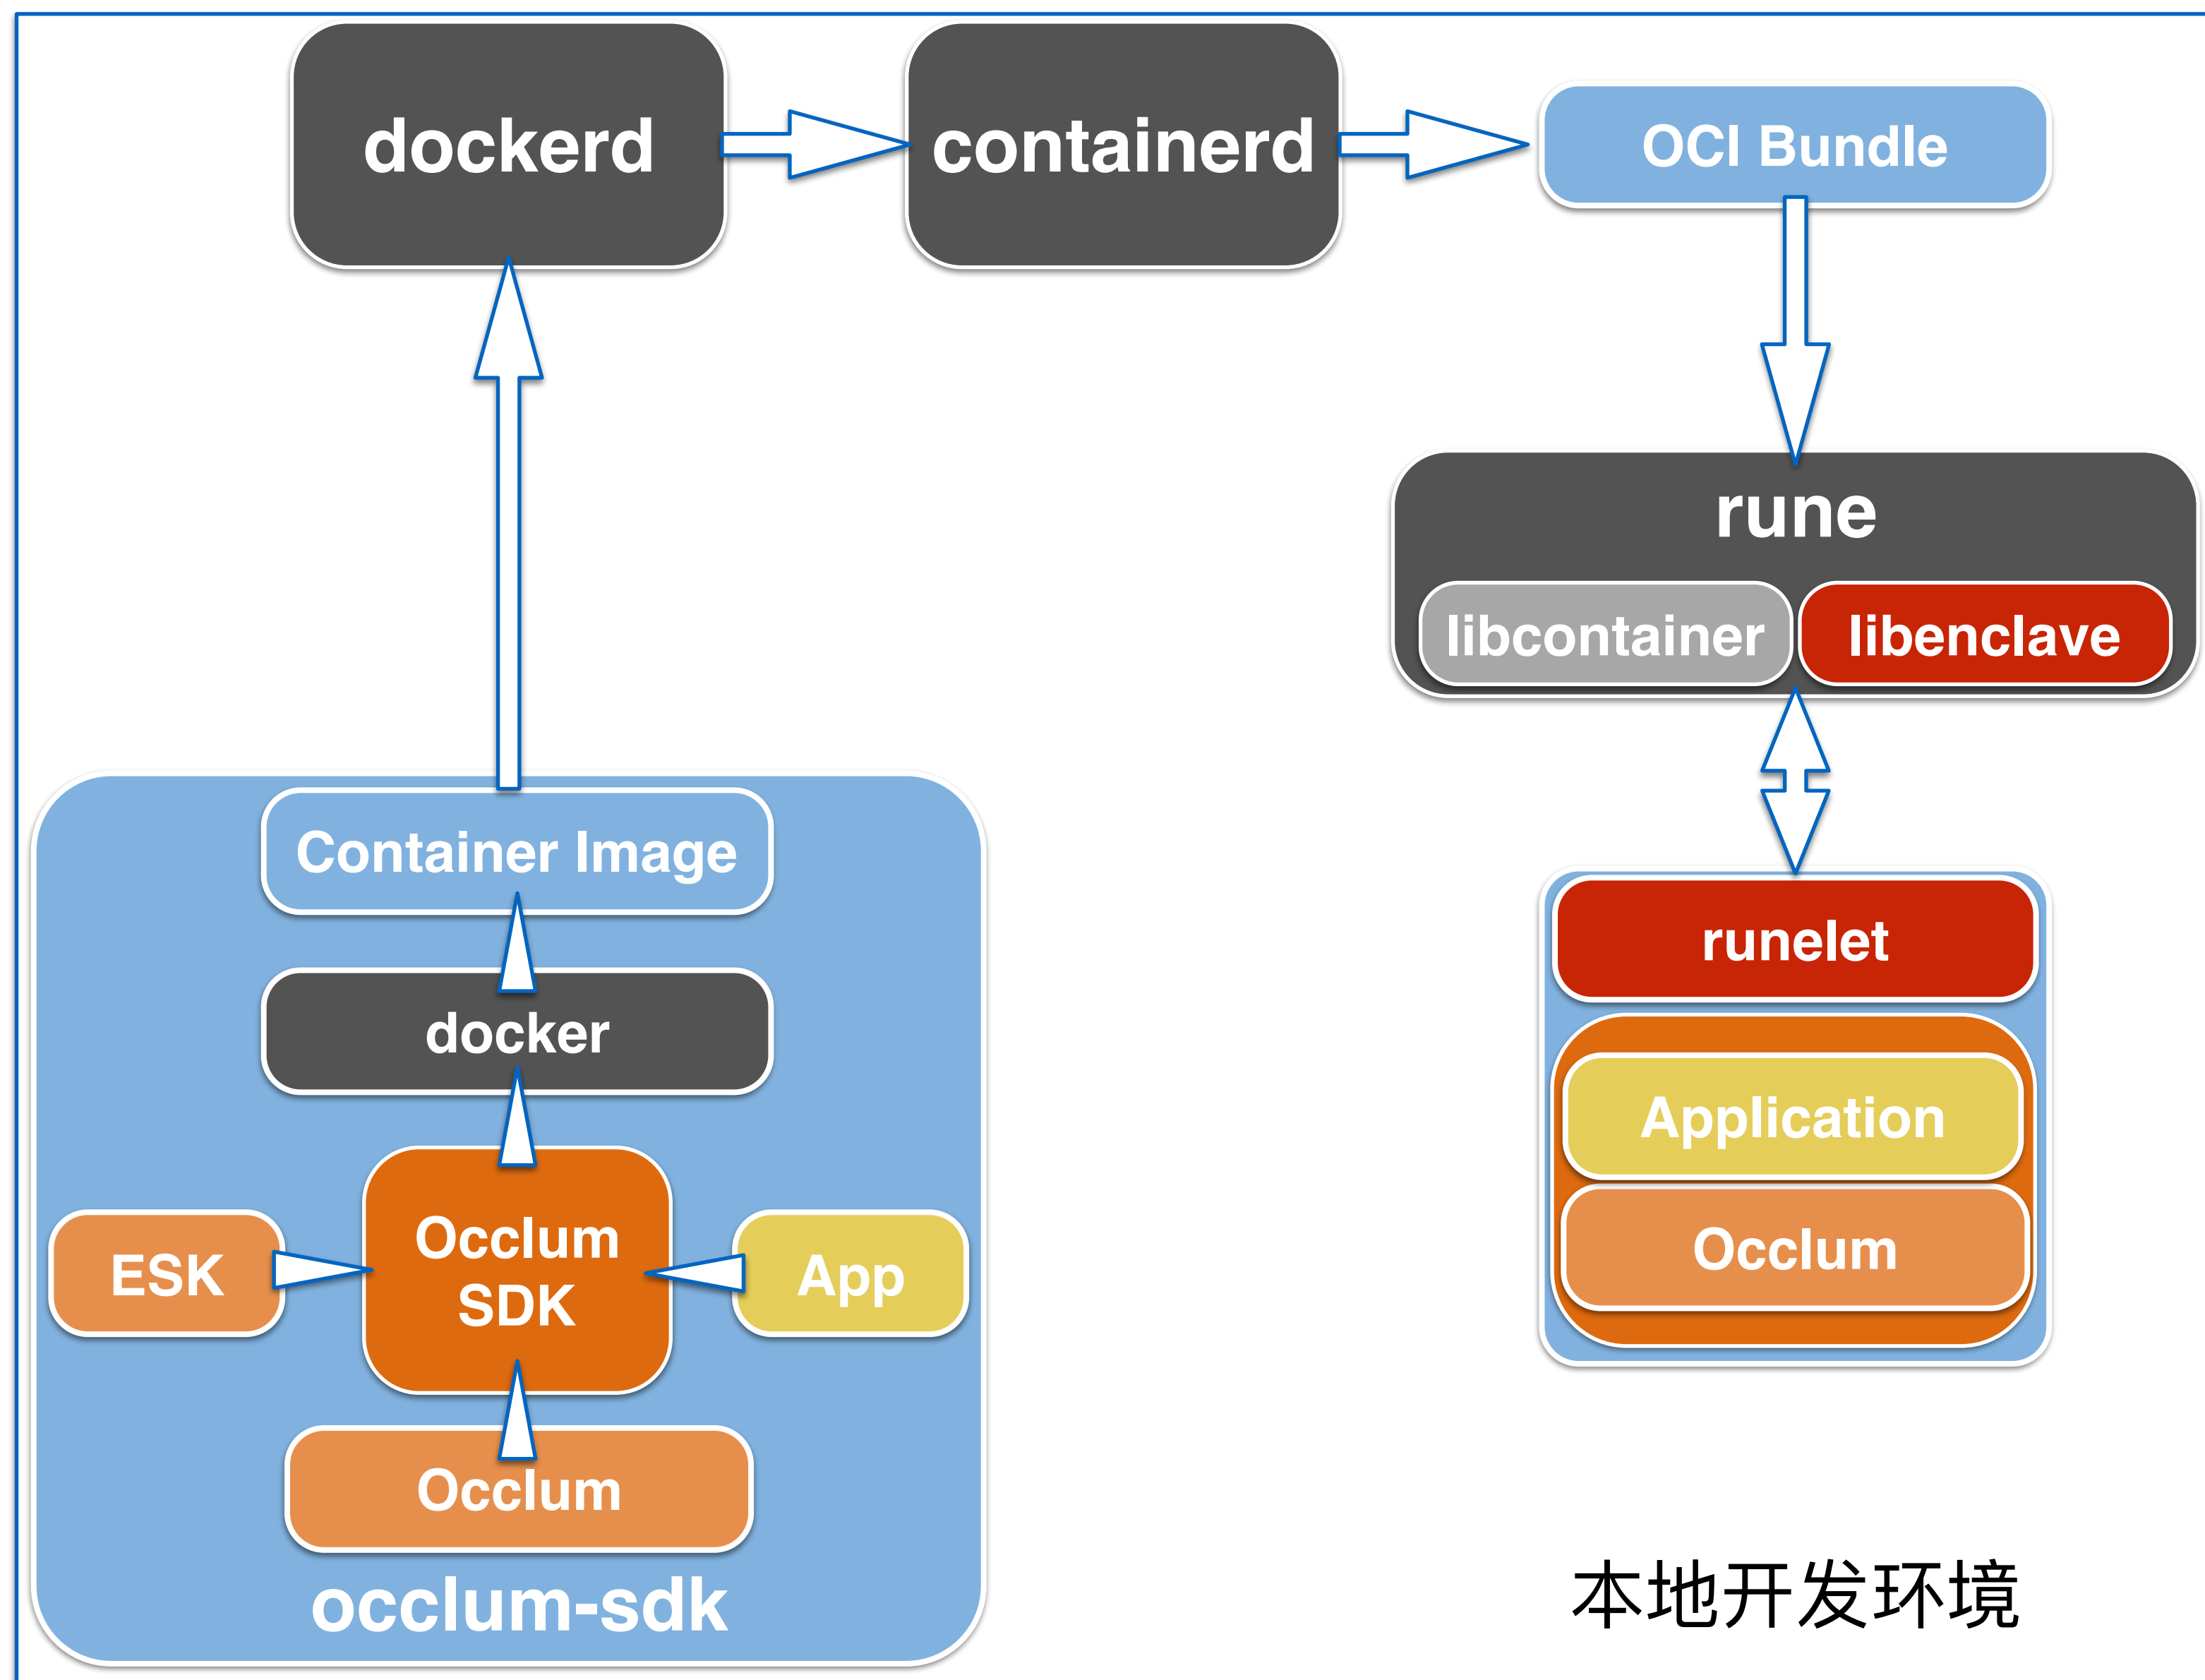 dockerd
containerd
OCI Bundle
rune
libcontainer
libenclave
Container Image
docker
Occlum
SDK
ESK
App
Occlum
occlum-sdk
runelet
Application
Occlum
本地开发环境